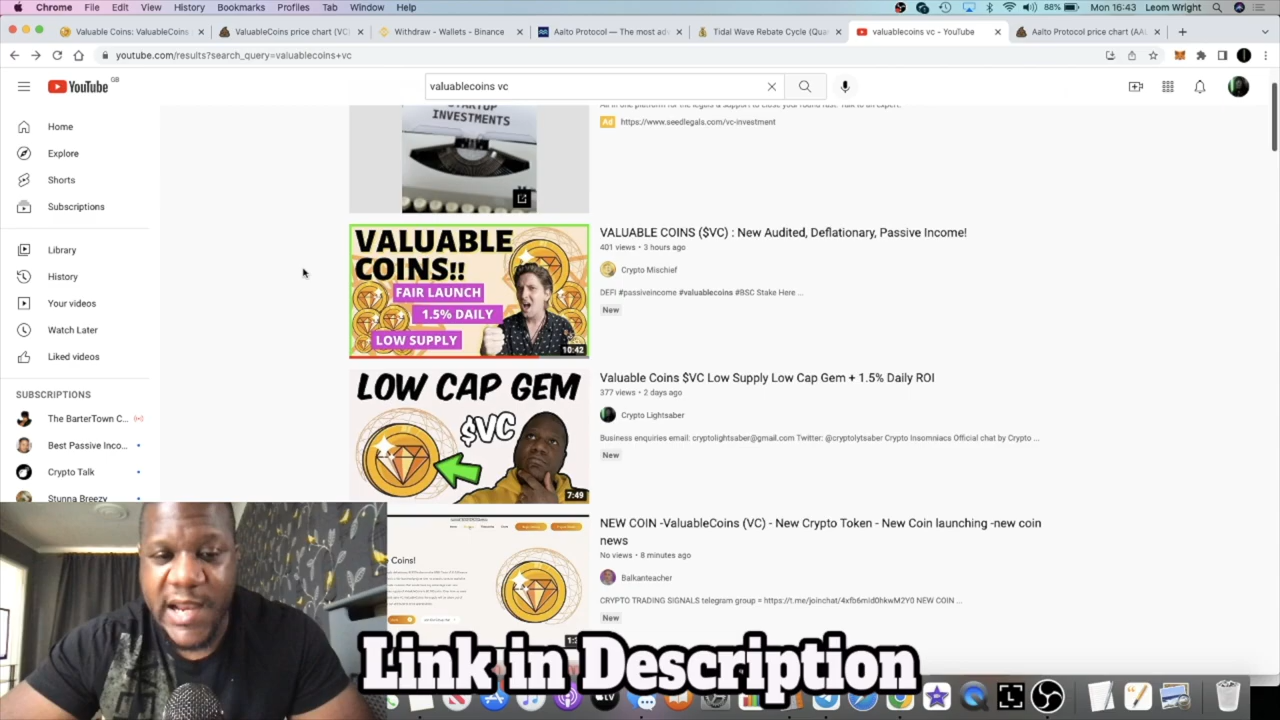 Chrome File Edit View History Bookmarks Profiles Tab Window Help
88% Mon 16:43 Leom Wright
Valuable Coins: ValuableCoins
ValuableCoins price chart (VC
Withdraw - Wallets - Binance
Aalto Protocol — The most adv
Tidal Wave Rebate Cycle (Qua
valuablecoins vc - YouTube
Aalto Protocol price chart (AAL
youtube.com/results?search_query=valuablecoins+vc
YouTube GB
valuablecoins vc
Home
Explore
Shorts
Subscriptions
Library
History
Your videos
Watch Later
Liked videos
SUBSCRIPTIONS
The BarterTown C...
Best Passive Inco...
Crypto Talk
Stunna Breezy
STARTUP
INVESTMENTS
Ad https://www.seedlegals.com/vc-investment
VALUABLE
COINS!!
FAIR LAUNCH
1.5% DAILY
LOW SUPPLY
10:42
VALUABLE COINS ($VC) : New Audited, Deflationary, Passive Income!
401 views • 3 hours ago
Crypto Mischief
DEFI #passiveincome #valuablecoins #BSC Stake Here ...
New
LOW CAP GEM
$VC
7:49
Valuable Coins $VC Low Supply Low Cap Gem + 1.5% Daily ROI
377 views • 2 days ago
Crypto Lightsaber
Business enquiries email: cryptolightsaber@gmail.com Twitter: @cryptolytsaber Crypto Insomniacs Official chat by Crypto ...
New
Coins!
NEW COIN -ValuableCoins (VC) - New Crypto Token - New Coin launching -new coin
news
No views • 8 minutes ago
Balkanteacher
CRYPTO TRADING SIGNALS telegram group =
NEW COIN ...
New
Link in Description